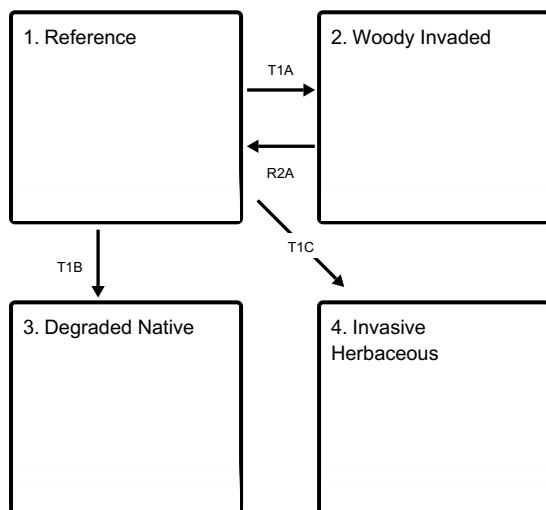 1. Reference
2. Woody Invaded
T1A
R2A
T1C
T1B
3. Degraded Native
4. Invasive
Herbaceous